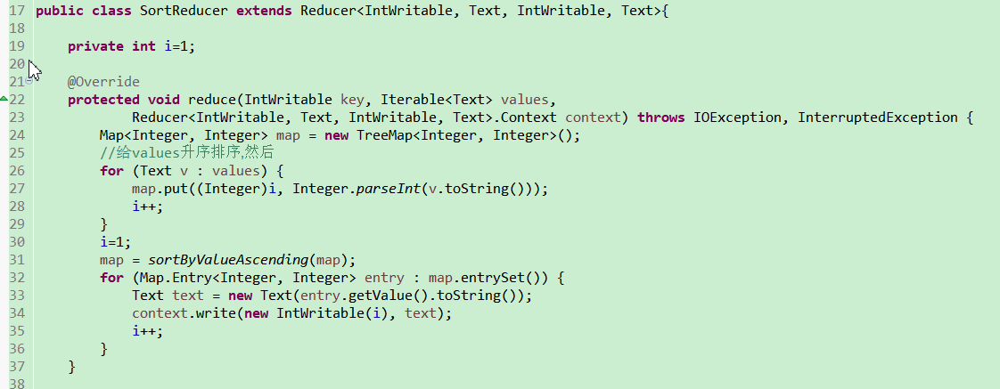 17 public class SortReducer extends Reducer<IntWritable, Text, IntWritable, Text>{
18
19     private int i=1;
20
21     @Override
22     protected void reduce(IntWritable key, Iterable<Text> values,
23             Reducer<IntWritable, Text, IntWritable, Text>.Context context) throws IOException, InterruptedException {
24         Map<Integer, Integer> map = new TreeMap<Integer, Integer>();
25         //给values升序排序,然后
26         for (Text v : values) {
27             map.put((Integer)i, Integer.parseInt(v.toString()));
28             i++;
29         }
30         i=1;
31         map = sortByValueAscending(map);
32         for (Map.Entry<Integer, Integer> entry : map.entrySet()) {
33             Text text = new Text(entry.getValue().toString());
34             context.write(new IntWritable(i), text);
35             i++;
36         }
37     }
38